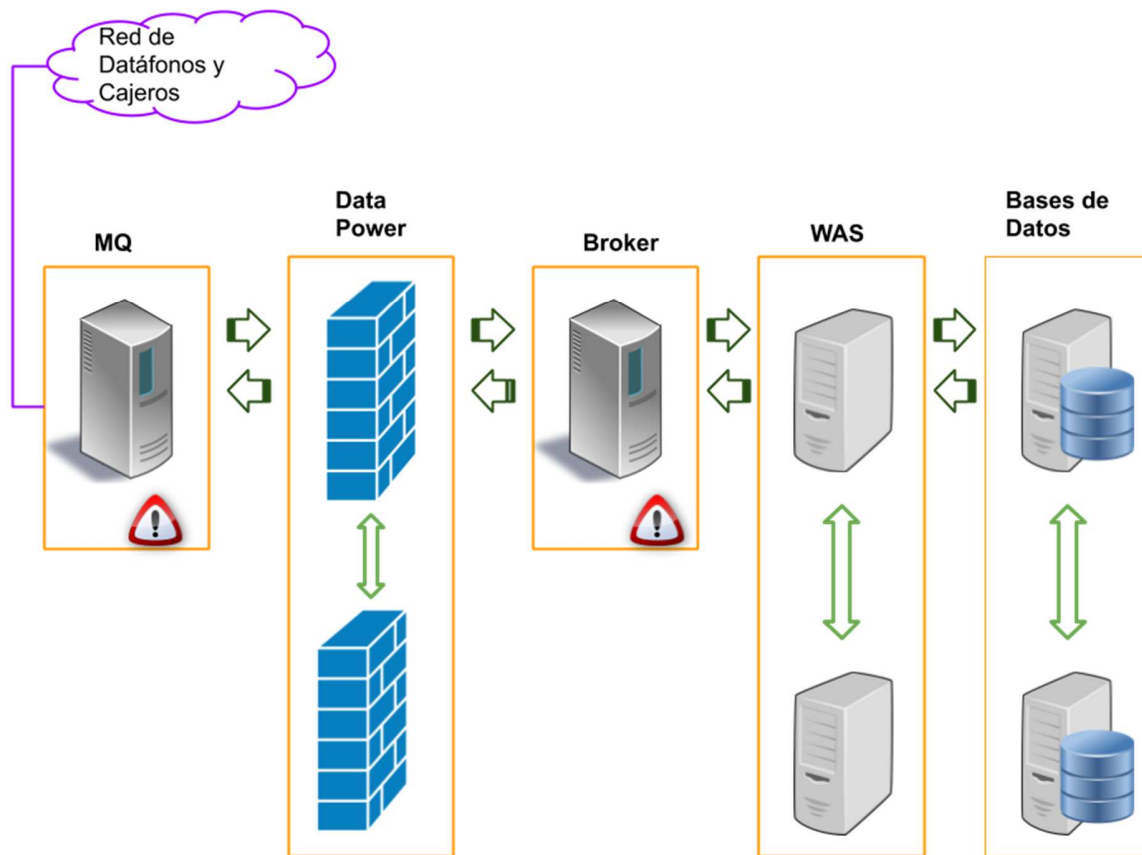 Red de
Datáfonos y
Cajeros
MQ
Data
Power
Broker
WAS
Bases de
Datos